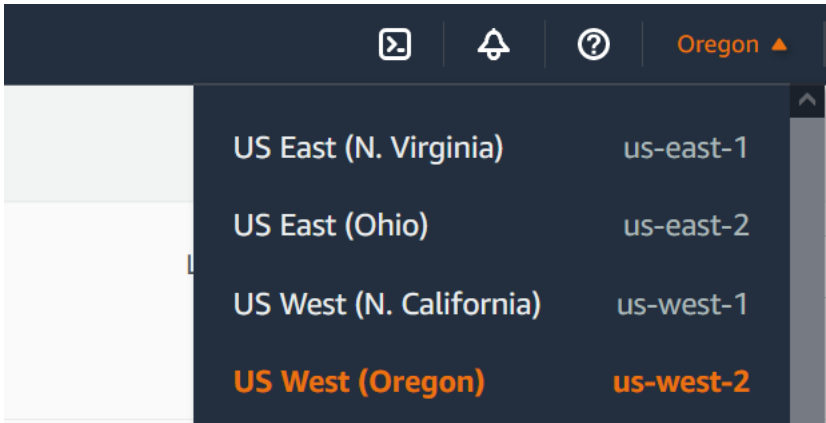 Oregon
US East (N. Virginia) us-east-1
US East (Ohio) us-east-2
US West (N. California) us-west-1
US West (Oregon) us-west-2